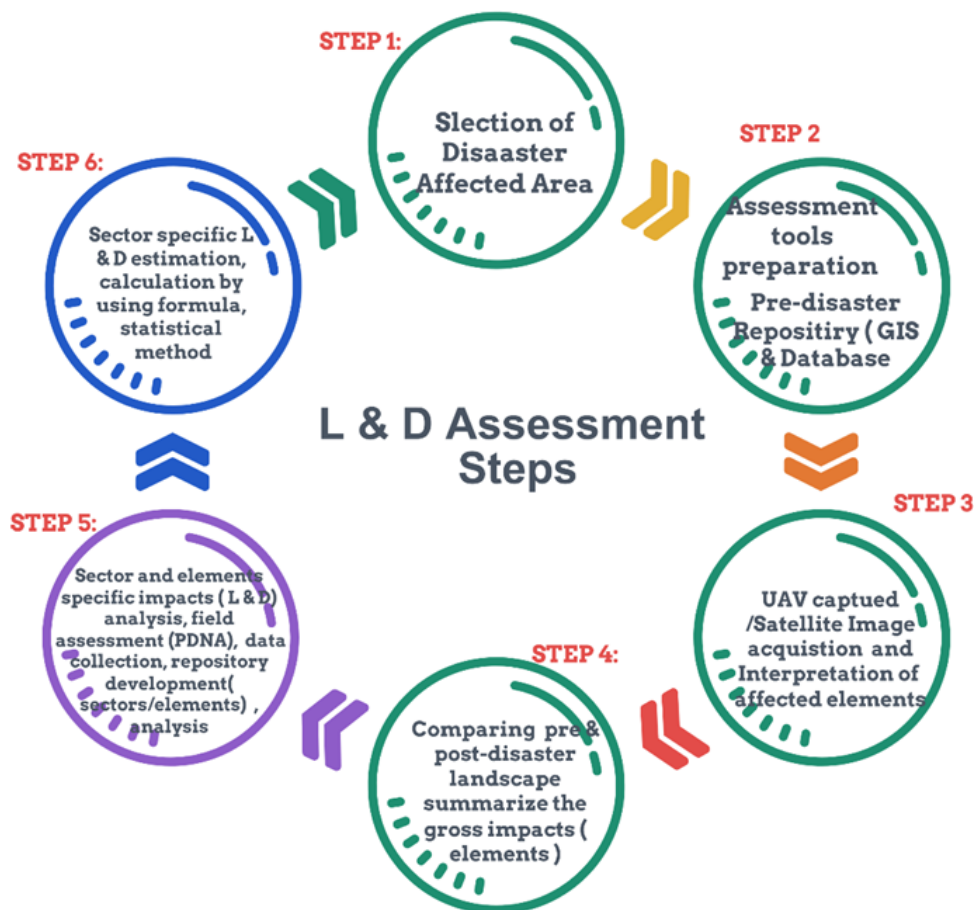 STEP 1:
Slection of
Disaaster
Affected Area
STEP 2
Assessment
tools
preparation
Pre-disaster
Repositiry ( GIS
& Database
STEP 3
UAV captued
/Satellite Image
acquistion and
Interpretation of
affected elements
STEP 4:
Comparing pre &
post-disaster
landscape
summarize the
gross impacts (
elements )
STEP 5:
Sector and elements
specific impacts ( L & D)
analysis, field
assessment (PDNA), data
collection, repository
development(
sectors/elements) ,
analysis
STEP 6:
Sector specific L
& D estimation,
calculation by
using formula,
statistical
method
L & D Assessment
Steps